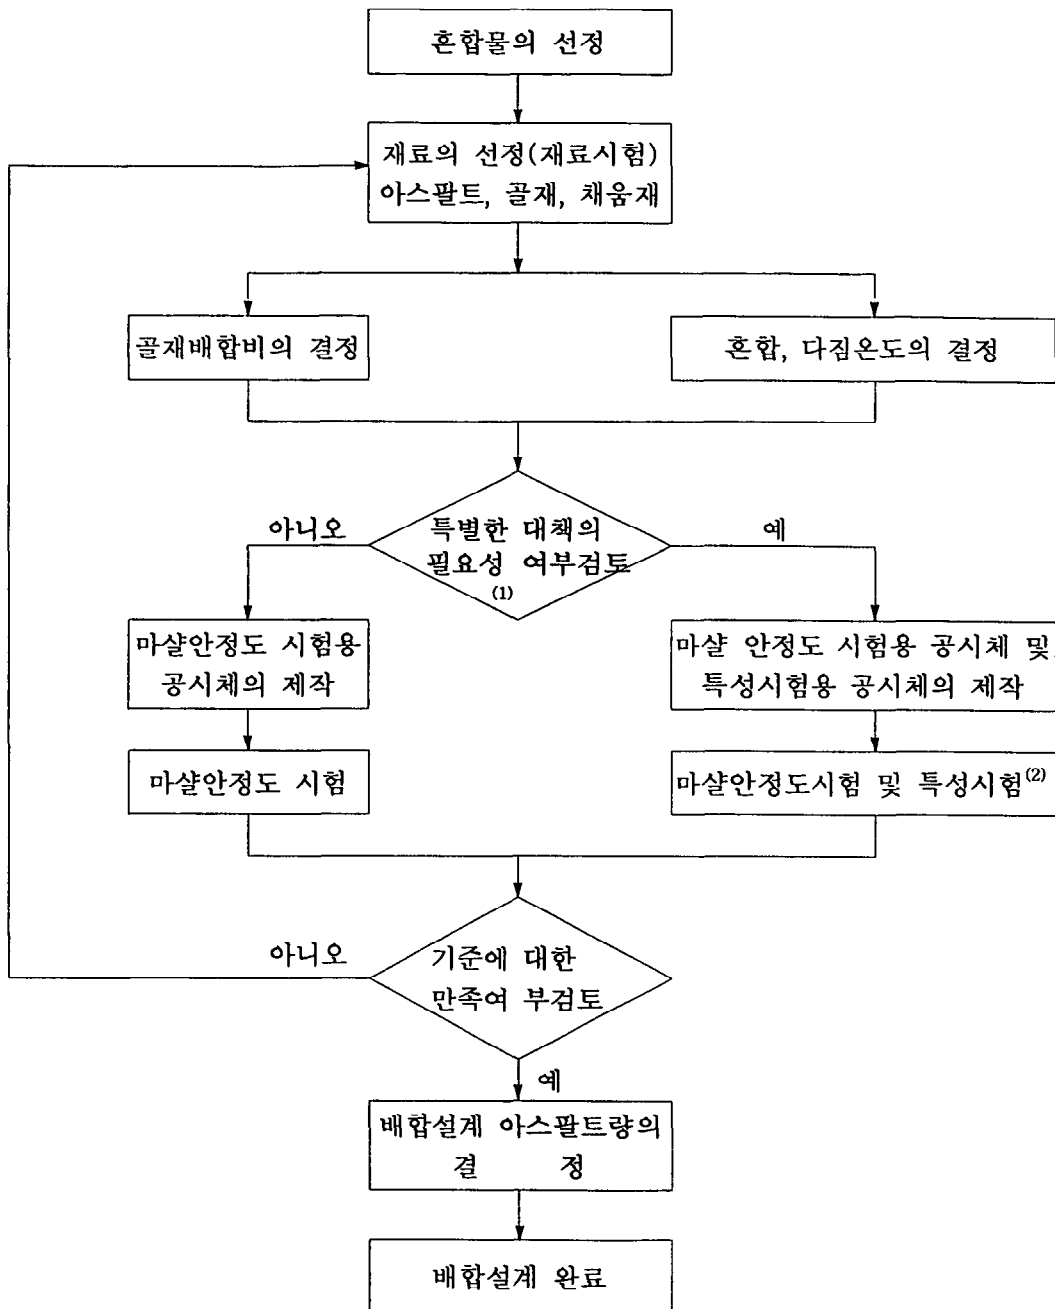 혼합물의 선정
재료의 선정(재료시험)
아스팔트, 골재, 채움재
골재배합비의 결정
혼합, 다짐온도의 결정
아니오
특별한 대책의
필요성 여부검토
(1)
예
마샬안정도 시험용
공시체의 제작
마샬 안정도 시험용 공시체 및
특성시험용 공시체의 제작
마샬안정도 시험
마샬안정도시험 및 특성시험(2)
아니오
기준에 대한
만족여 부검토
예
배합설계 아스팔트량의
결 정
배합설계 완료